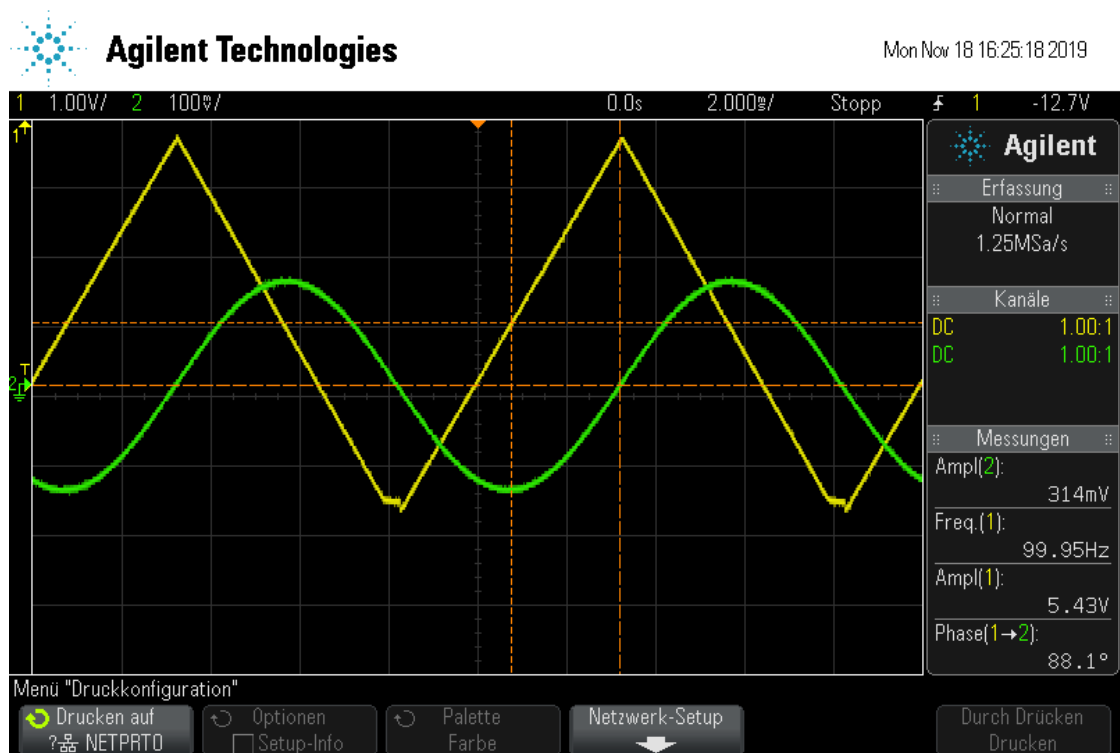 Agilent Technologies
Mon Nov 18 16:25:18 2019
1 1.00V/ 2 100mV/ 0.0s 2.000ms/ Stopp 1 -12.7V
1
T
2
Agilent
Erfassung
Normal
1.25MSa/s
Kanäle
DC 1.00:1
DC 1.00:1
Messungen
Ampl(2):
314mV
Freq.(1):
99.95Hz
Ampl(1):
5.43V
Phase(1→2):
88.1°
Menü "Druckkonfiguration"
Drucken auf
? NETPRT0
Optionen
Setup-Info
Palette
Farbe
Netzwerk-Setup
Durch Drücken
Drucken